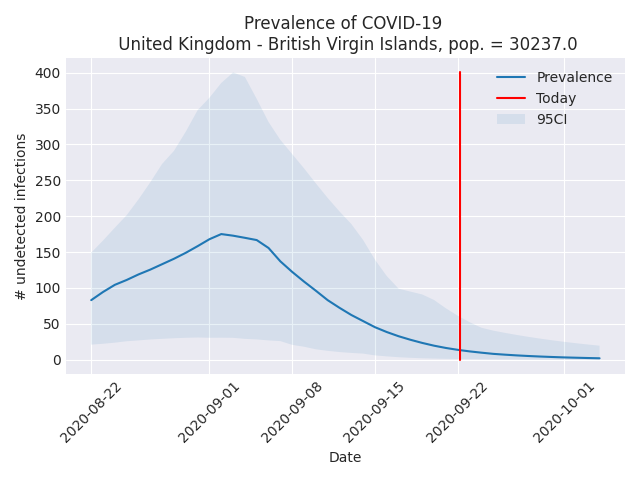 Prevalence of COVID-19
United Kingdom - British Virgin Islands, pop. = 30237.0
400
350
300
250
200
150
100
50
0
# undetected infections
Prevalence
Today
95CI
2020-08-22
2020-09-01
2020-09-08
2020-09-15
2020-09-22
2020-10-01
Date